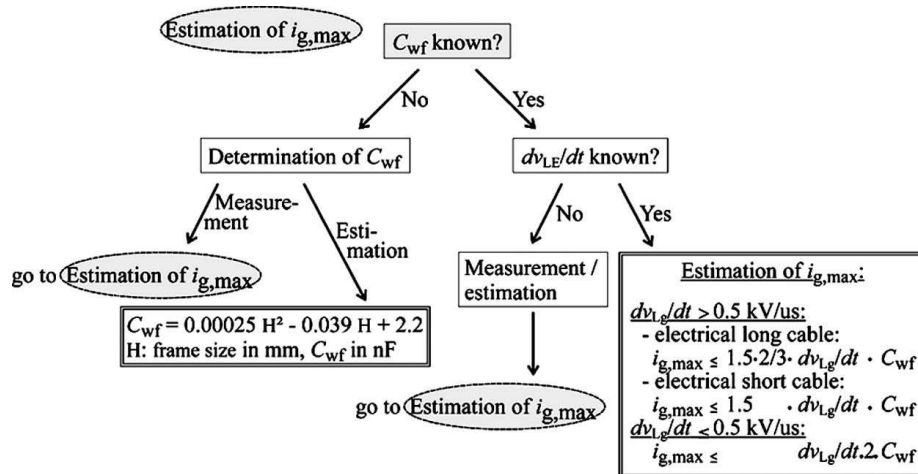 Estimation of i_g,max
C_wf known?
No
Yes
Determination of C_wf
dv_LE/dt known?
Measure-
ment
Esti-
mation
No
Yes
go to Estimation of i_g,max
C_wf = 0.00025 H² - 0.039 H + 2.2
H: frame size in mm, C_wf in nF
Measurement /
estimation
go to Estimation of i_g,max
Estimation of i_g,max:
dv_Lg/dt > 0.5 kV/us:
- electrical long cable:
i_g,max ≤ 1.5·2/3· dv_Lg/dt · C_wf
- electrical short cable:
i_g,max ≤ 1.5 · dv_Lg/dt · C_wf
dv_Lg/dt < 0.5 kV/us:
i_g,max ≤ dv_Lg/dt.2.C_wf